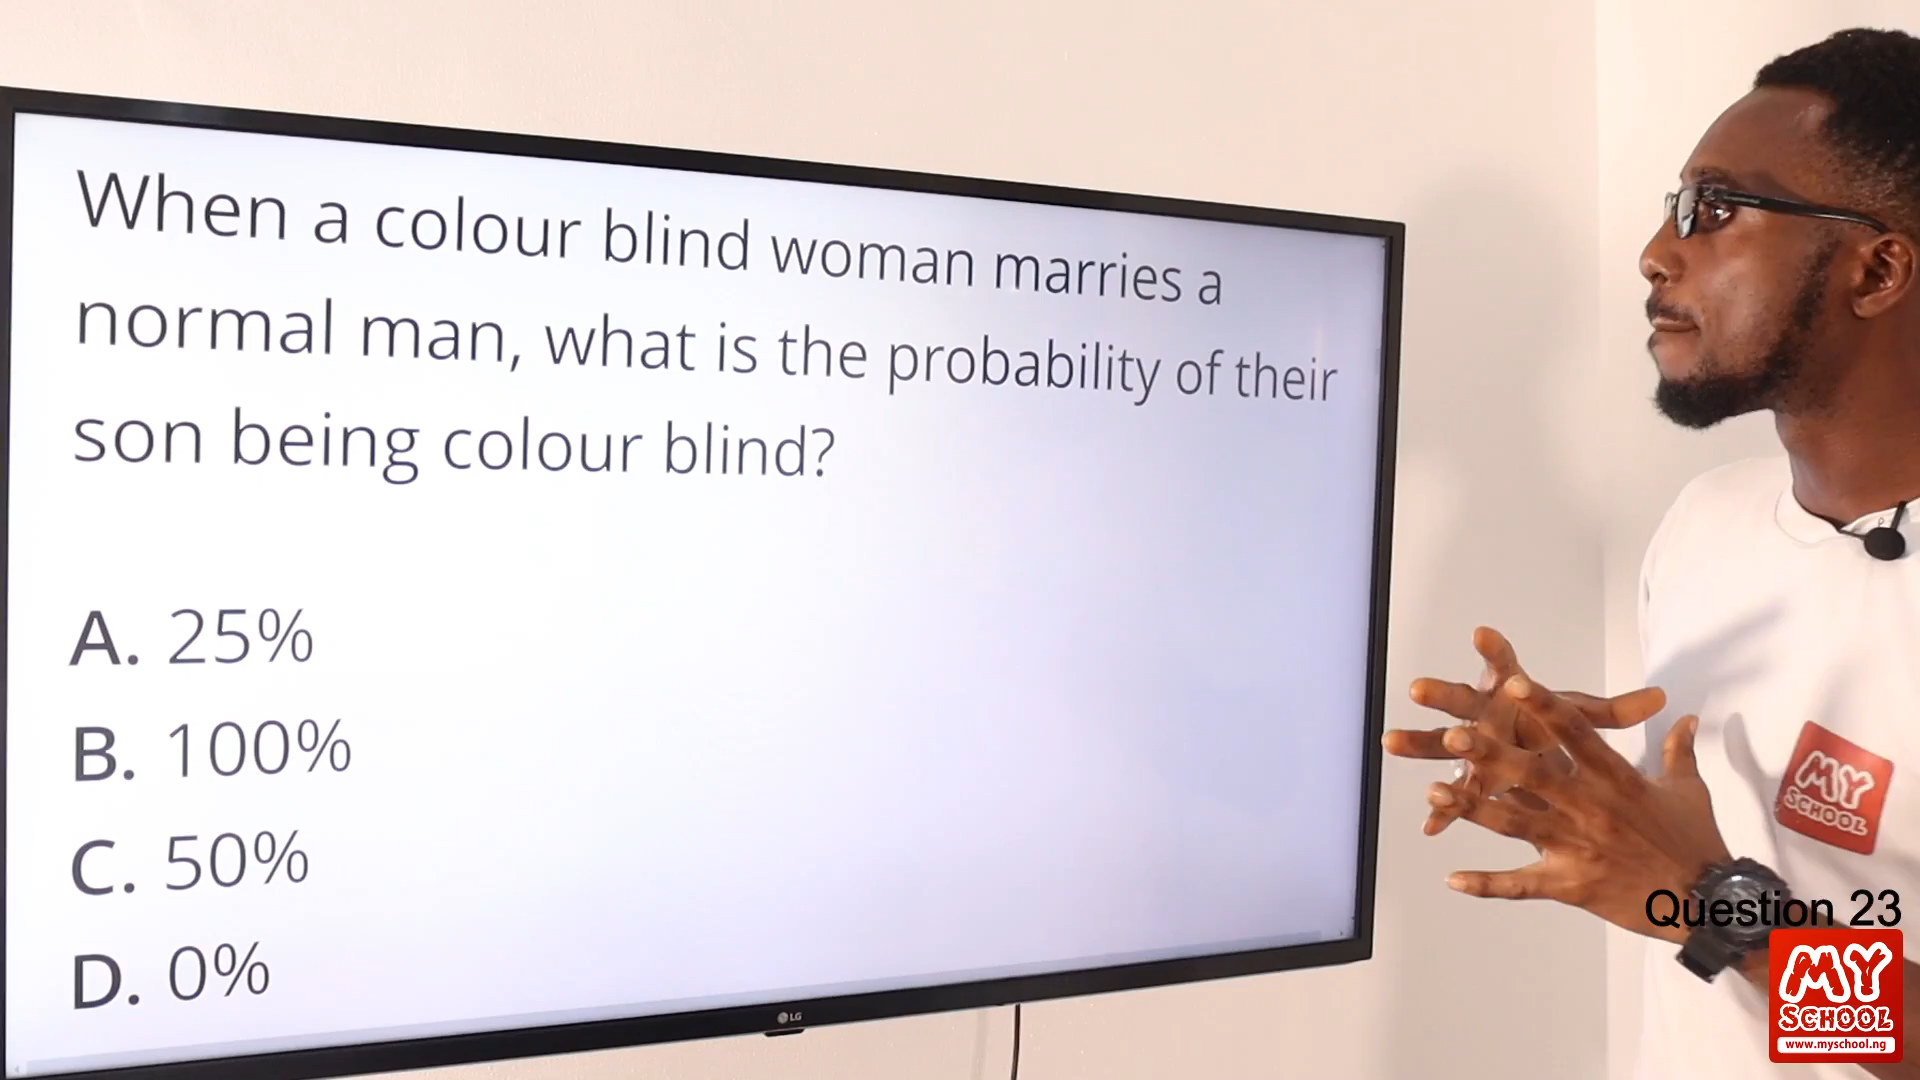 When a colour blind woman marries a
normal man, what is the probability of their
son being colour blind?
A. 25%
B. 100%
C. 50%
D. 0%
LG
MY
SCHOOL
Question 23
MY
SCHOOL
www.myschool.ng